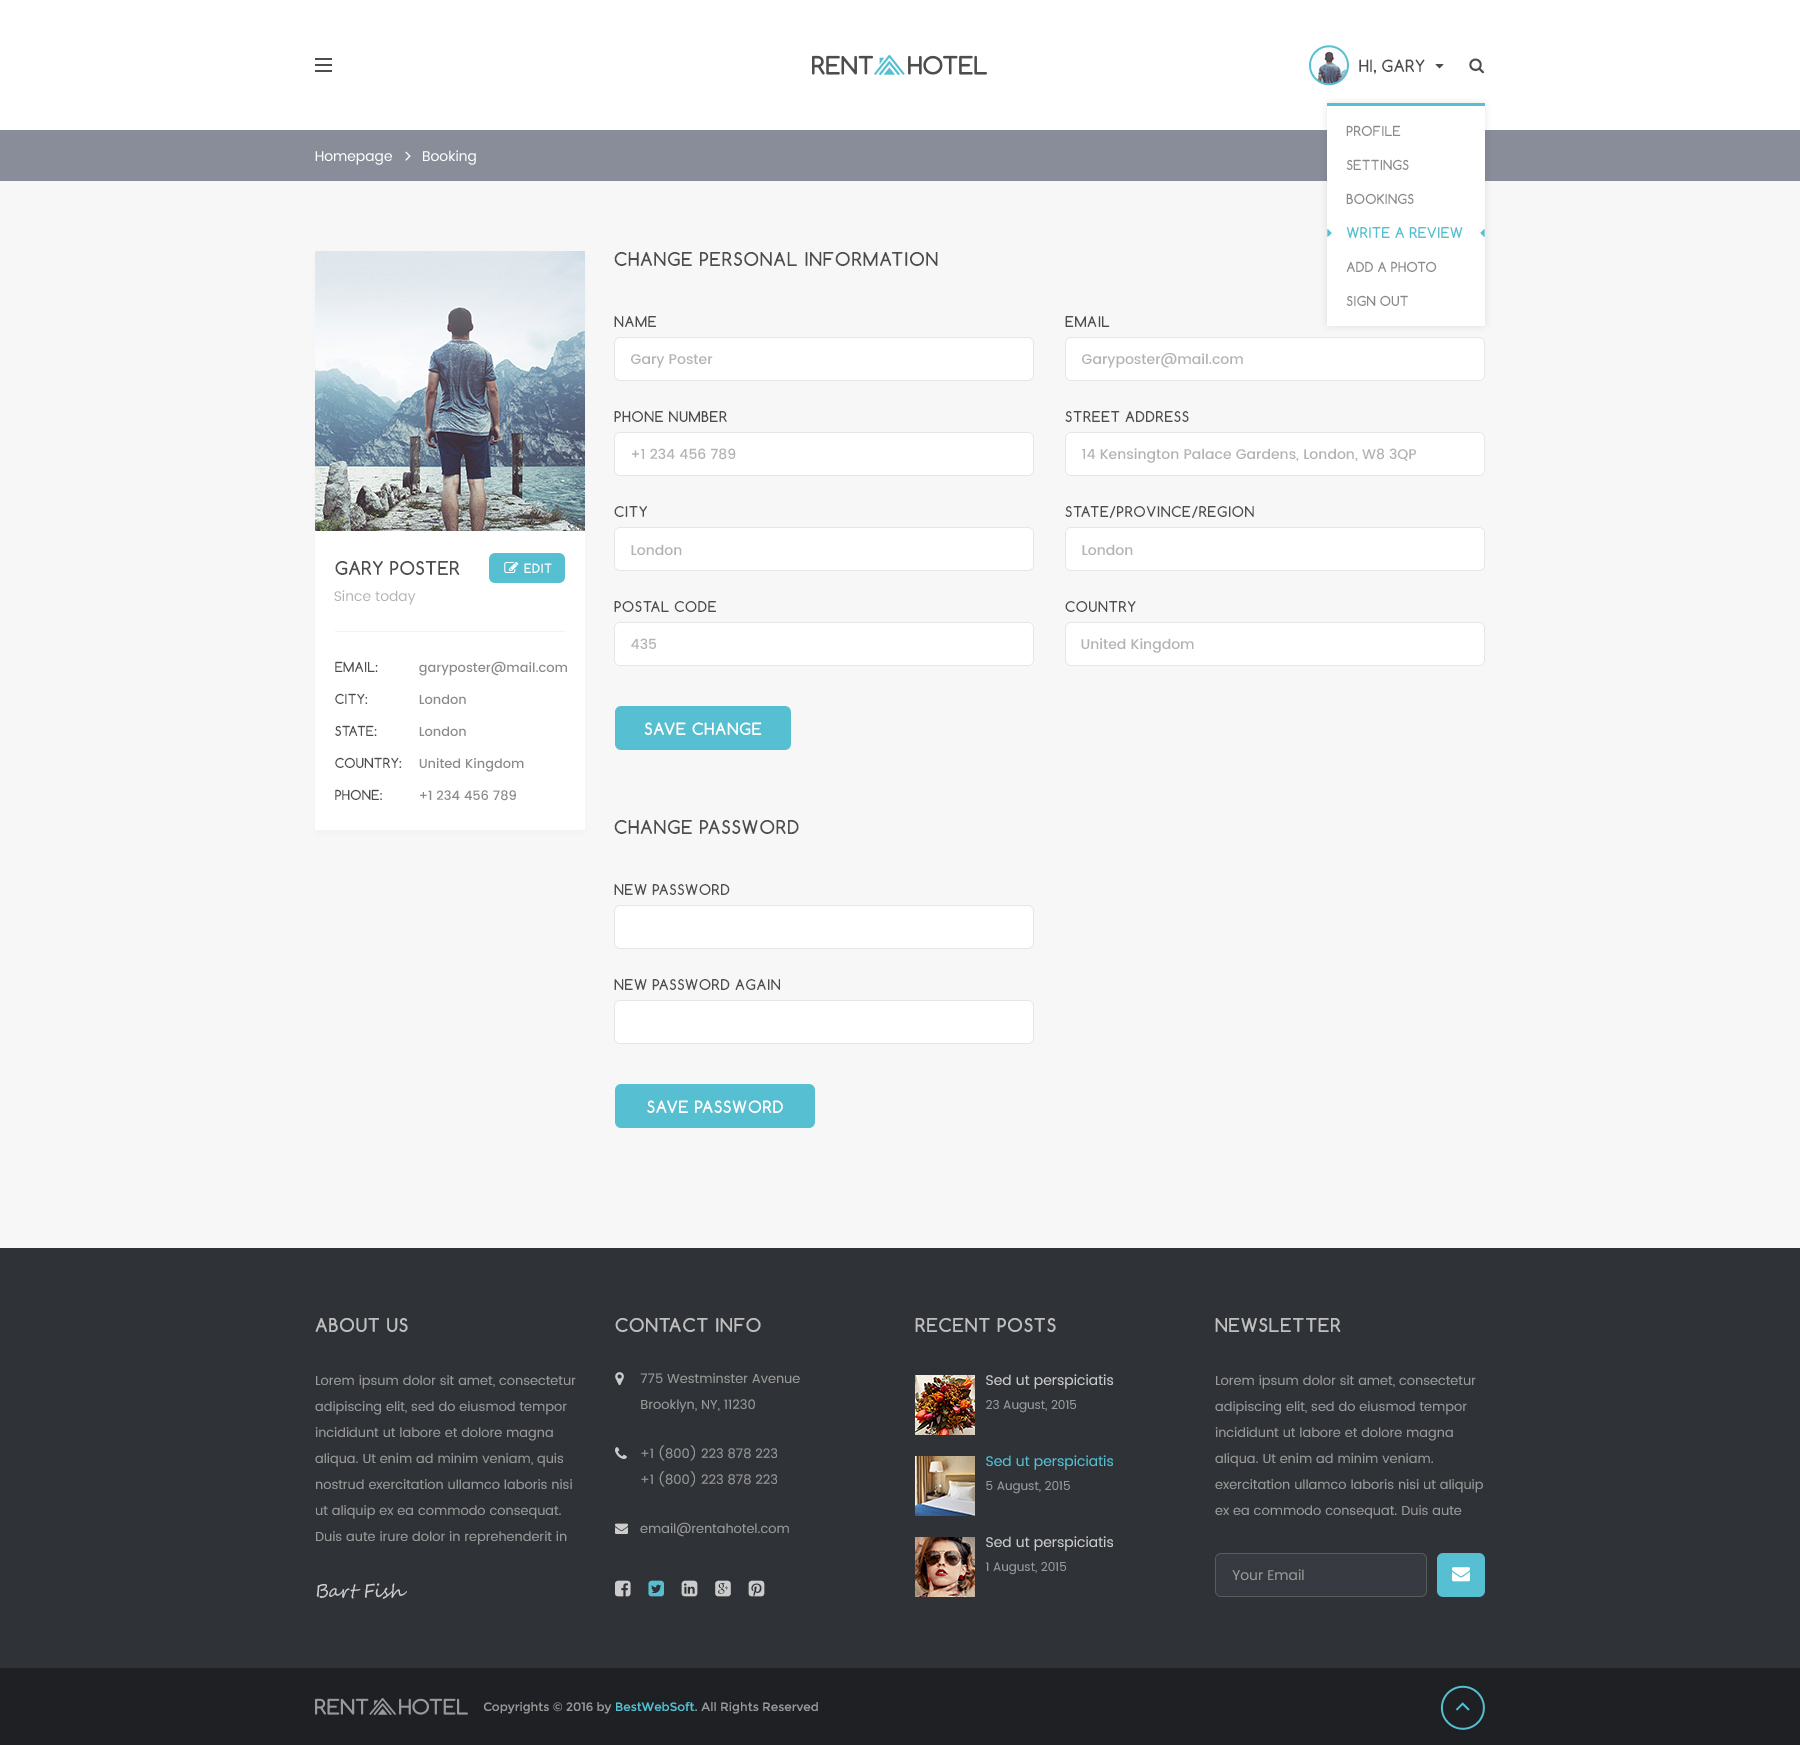 RENT HOTEL
HI, GARY
PROFILE
SETTINGS
BOOKINGS
WRITE A REVIEW
ADD A PHOTO
SIGN OUT
Homepage > Booking
GARY POSTER
EDIT
Since today
EMAIL: garyposter@mail.com
CITY: London
STATE: London
COUNTRY: United Kingdom
PHONE: +1 234 456 789
CHANGE PERSONAL INFORMATION
NAME
Gary Poster
EMAIL
Garyposter@mail.com
PHONE NUMBER
+1 234 456 789
STREET ADDRESS
14 Kensington Palace Gardens, London, W8 3QP
CITY
London
STATE/PROVINCE/REGION
London
POSTAL CODE
435
COUNTRY
United Kingdom
SAVE CHANGE
CHANGE PASSWORD
NEW PASSWORD
NEW PASSWORD AGAIN
SAVE PASSWORD
ABOUT US
Lorem ipsum dolor sit amet, consectetur
adipiscing elit, sed do eiusmod tempor
incididunt ut labore et dolore magna
aliqua. Ut enim ad minim veniam, quis
nostrud exercitation ullamco laboris nisi
ut aliquip ex ea commodo consequat.
Duis aute irure dolor in reprehenderit in
Bart Fish
CONTACT INFO
775 Westminster Avenue
Brooklyn, NY, 11230
+1 (800) 223 878 223
+1 (800) 223 878 223
email@rentahotel.com
RECENT POSTS
Sed ut perspiciatis
23 August, 2015
Sed ut perspiciatis
5 August, 2015
Sed ut perspiciatis
1 August, 2015
NEWSLETTER
Lorem ipsum dolor sit amet, consectetur
adipiscing elit, sed do eiusmod tempor
incididunt ut labore et dolore magna
aliqua. Ut enim ad minim veniam.
exercitation ullamco laboris nisi ut aliquip
ex ea commodo consequat. Duis aute
Your Email
RENT HOTEL
Copyrights © 2016 by BestWebSoft. All Rights Reserved